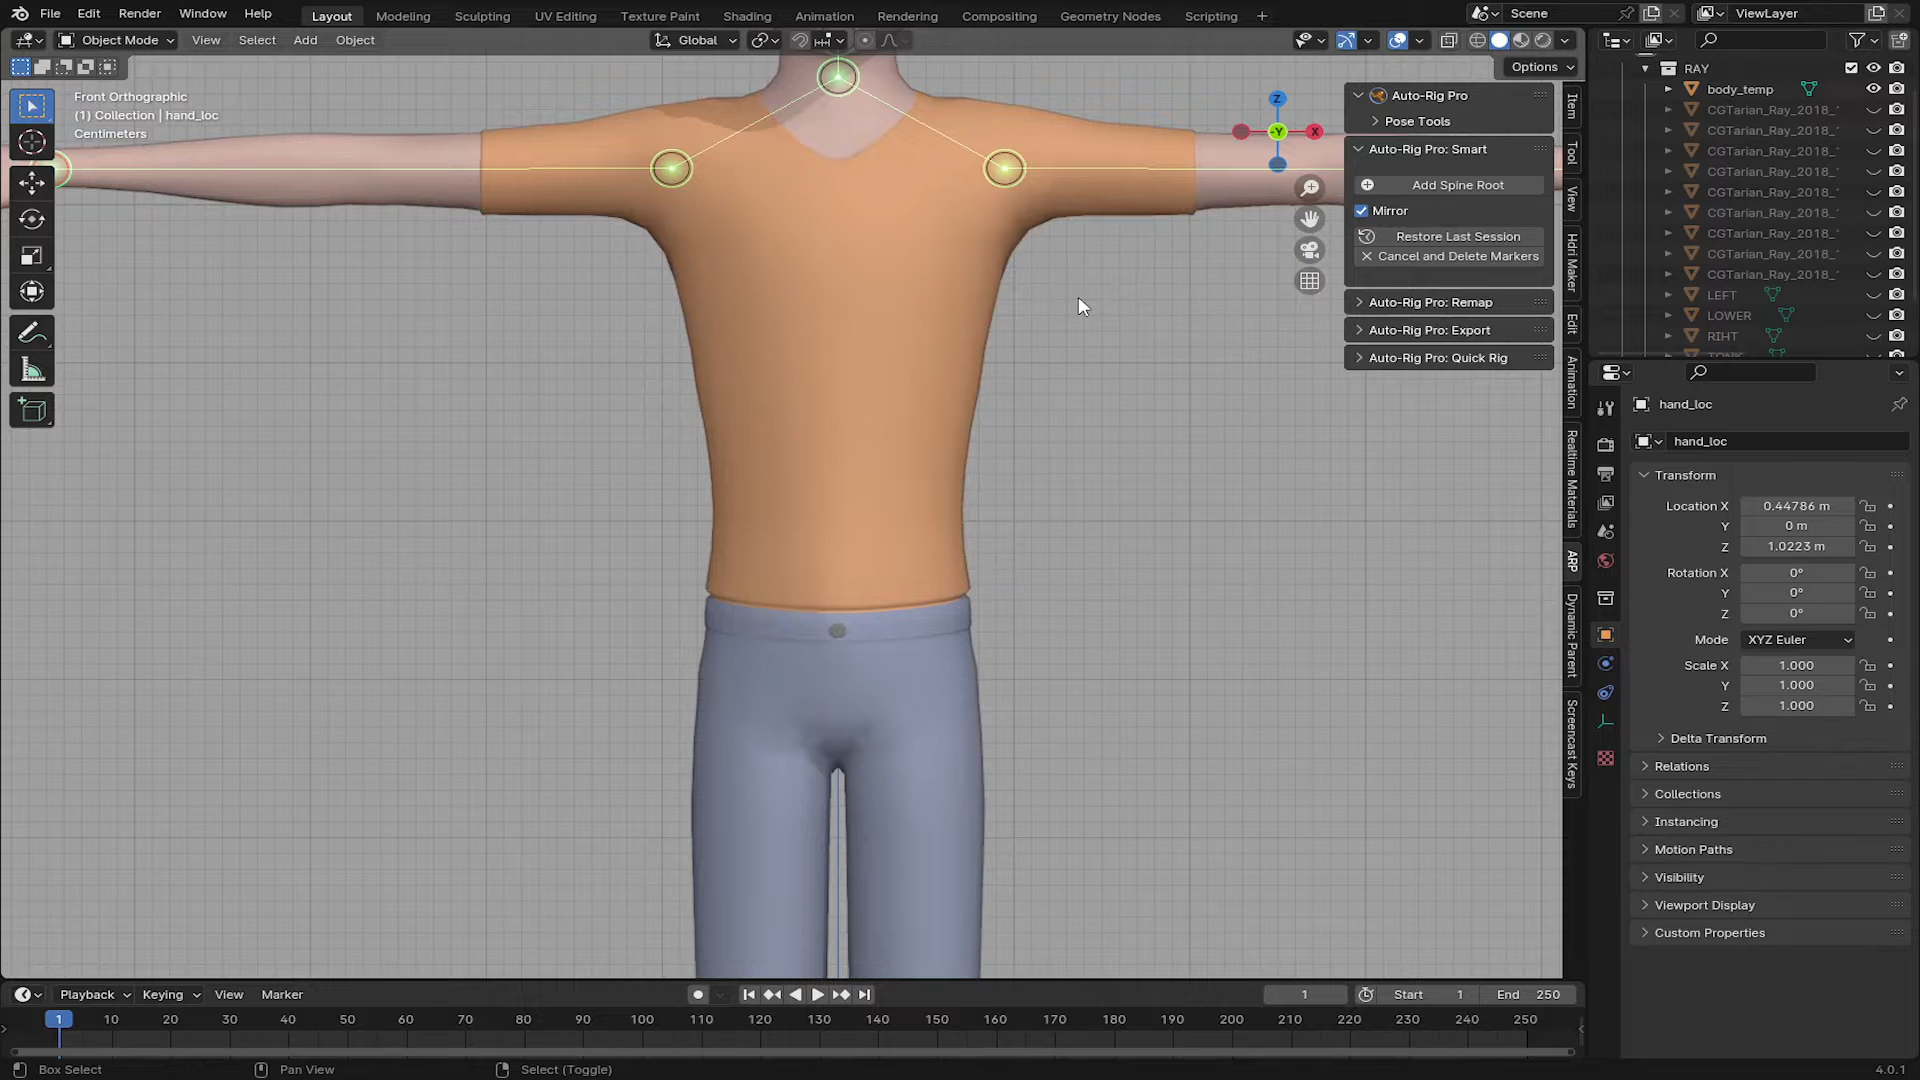 File Edit Render Window Help
Layout Modeling Sculpting UV Editing Texture Paint Shading Animation Rendering Compositing Geometry Nodes Scripting +
Scene
ViewLayer
Object Mode View Select Add Object
Global
Options
Front Orthographic
(1) Collection | hand_loc
Centimeters
Z
-Y
X
Auto-Rig Pro
Pose Tools
Auto-Rig Pro: Smart
Add Spine Root
Mirror
Restore Last Session
Cancel and Delete Markers
Auto-Rig Pro: Remap
Auto-Rig Pro: Export
Auto-Rig Pro: Quick Rig
Item
Tool
View
Hdri Maker
Edit
Animation
Realtime Materials
ARP
Dynamic Parent
Screencast Keys
RAY
body_temp
CGTarian_Ray_2018_
CGTarian_Ray_2018_
CGTarian_Ray_2018_
CGTarian_Ray_2018_
CGTarian_Ray_2018_
CGTarian_Ray_2018_
CGTarian_Ray_2018_
CGTarian_Ray_2018_
CGTarian_Ray_2018_
LEFT
LOWER
RIHT
hand_loc
hand_loc
Transform
Location X 0.44786 m
Y 0 m
Z 1.0223 m
Rotation X 0°
Y 0°
Z 0°
Mode XYZ Euler
Scale X 1.000
Y 1.000
Z 1.000
Delta Transform
Relations
Collections
Instancing
Motion Paths
Visibility
Viewport Display
Custom Properties
Playback Keying View Marker
1
Start 1
End 250
1 10 20 30 40 50 60 70 80 90 100 110 120 130 140 150 160 170 180 190 200 210 220 230 240 250
Box Select
Pan View
Select (Toggle)
4.0.1